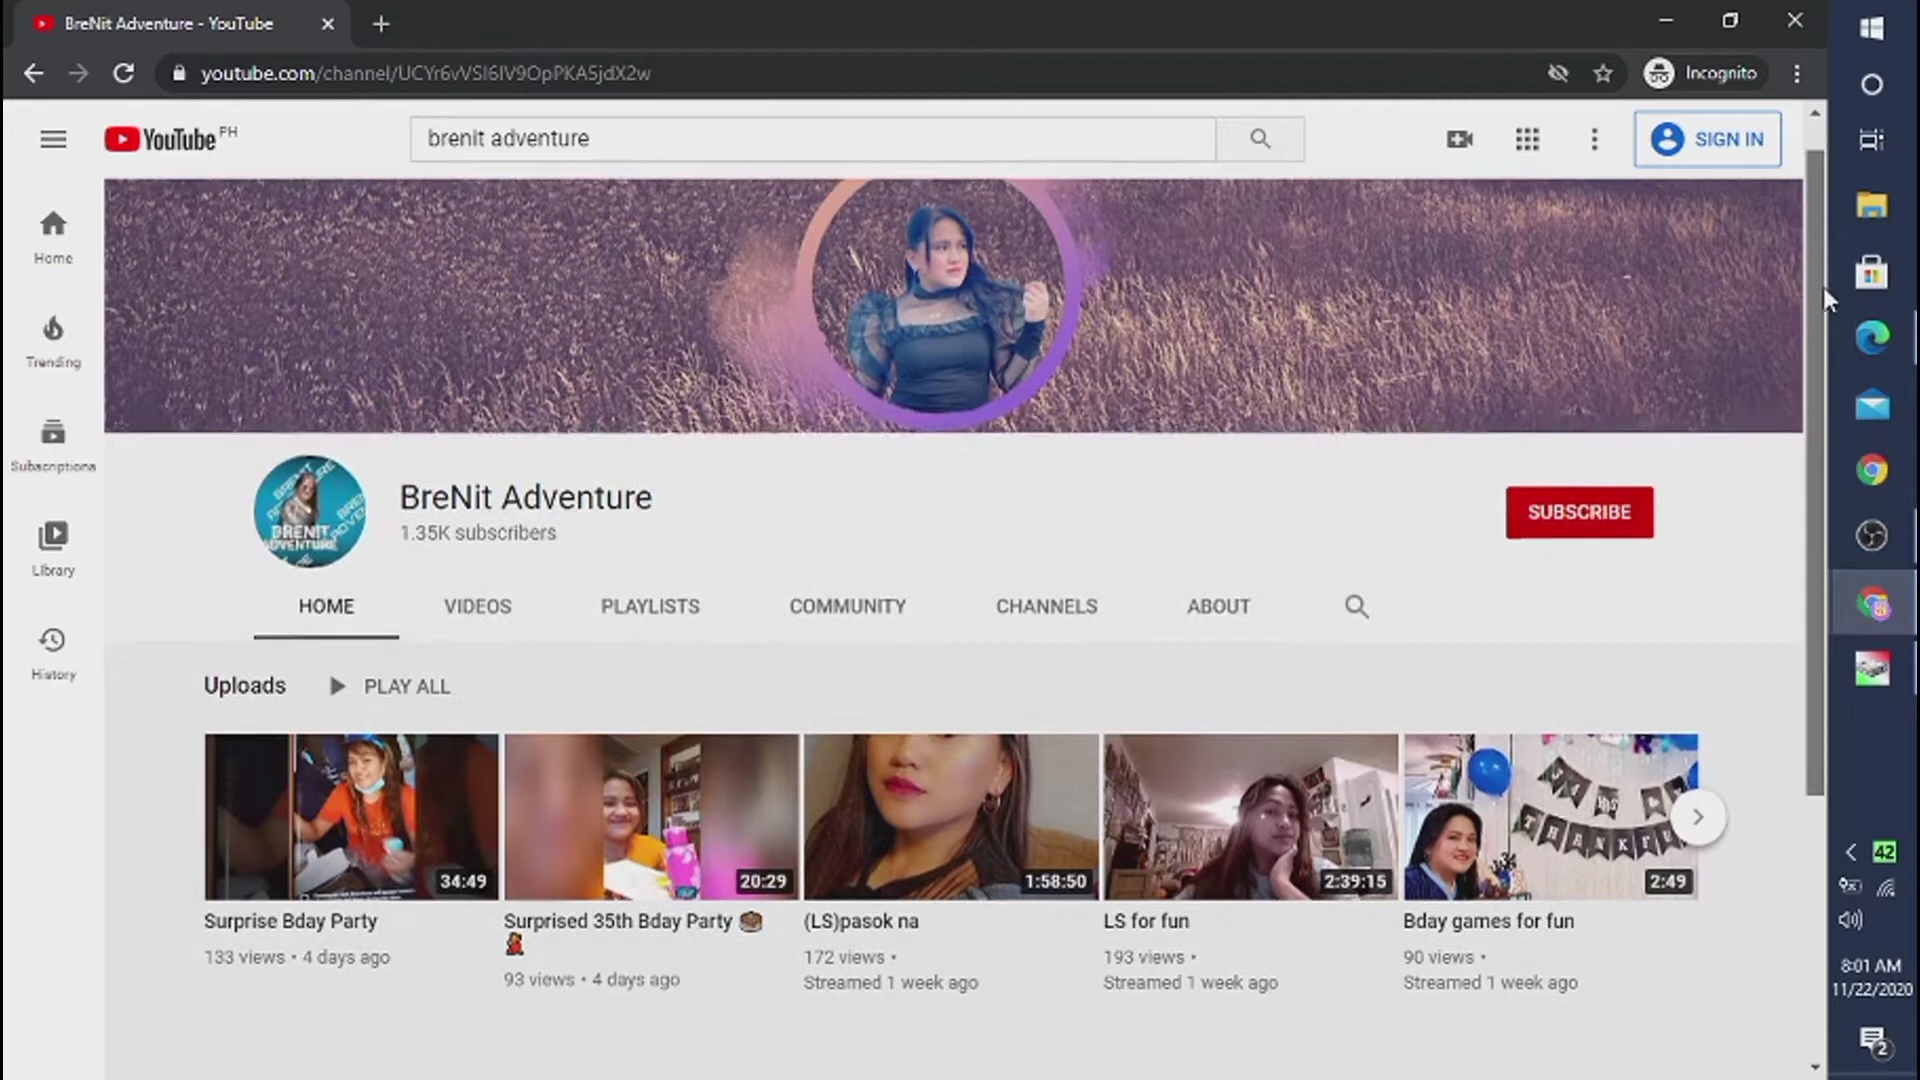 BreNit Adventure - YouTube
youtube.com/channel/UCYr6vVSI6IV9OpPKASjdX2w
Incognito
YouTube PH
brenit adventure
SIGN IN
Home
Trending
Subscriptions
Library
History
BRENIT
ADVENTURE
BreNit Adventure
1.35K subscribers
SUBSCRIBE
HOME
VIDEOS
PLAYLISTS
COMMUNITY
CHANNELS
ABOUT
Uploads
PLAY ALL
34:49
20:29
1:58:50
2:39:15
THANKFU
2:49
Surprise Bday Party
133 views • 4 days ago
Surprised 35th Bday Party
93 views • 4 days ago
(LS)pasok na
172 views •
Streamed 1 week ago
LS for fun
193 views •
Streamed 1 week ago
Bday games for fun
90 views •
Streamed 1 week ago
42
8:01 AM
11/22/2020
2